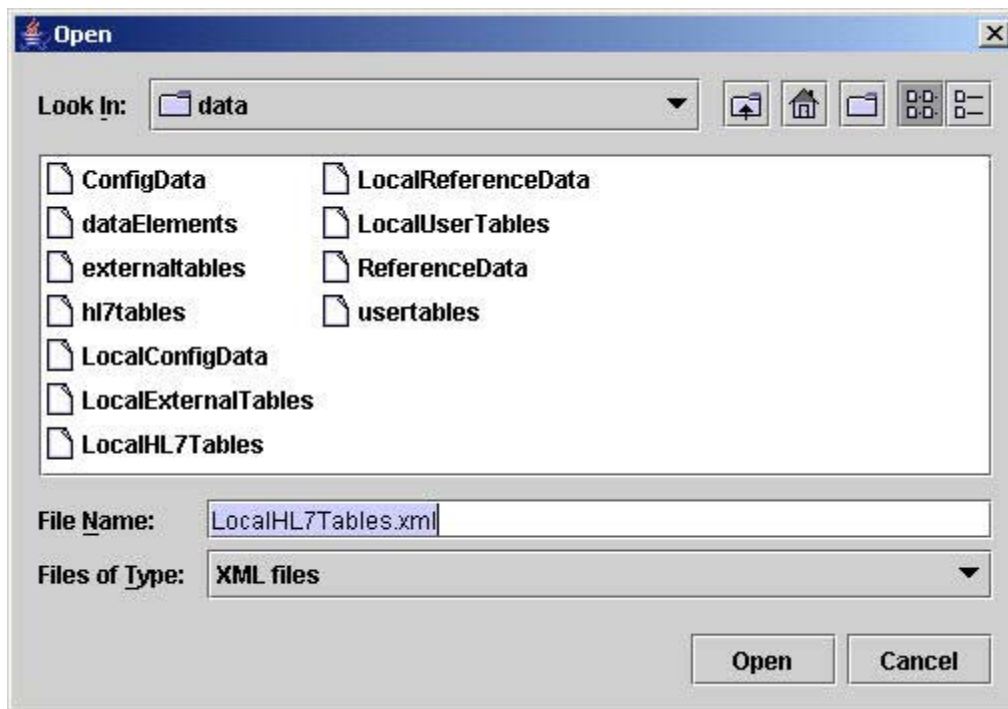 Open
Look In: data
ConfigData
dataElements
externaltables
hl7tables
LocalConfigData
LocalExternalTables
LocalHL7Tables
LocalReferenceData
LocalUserTables
ReferenceData
usertables
File Name: LocalHL7Tables.xml
Files of Type: XML files
Open Cancel